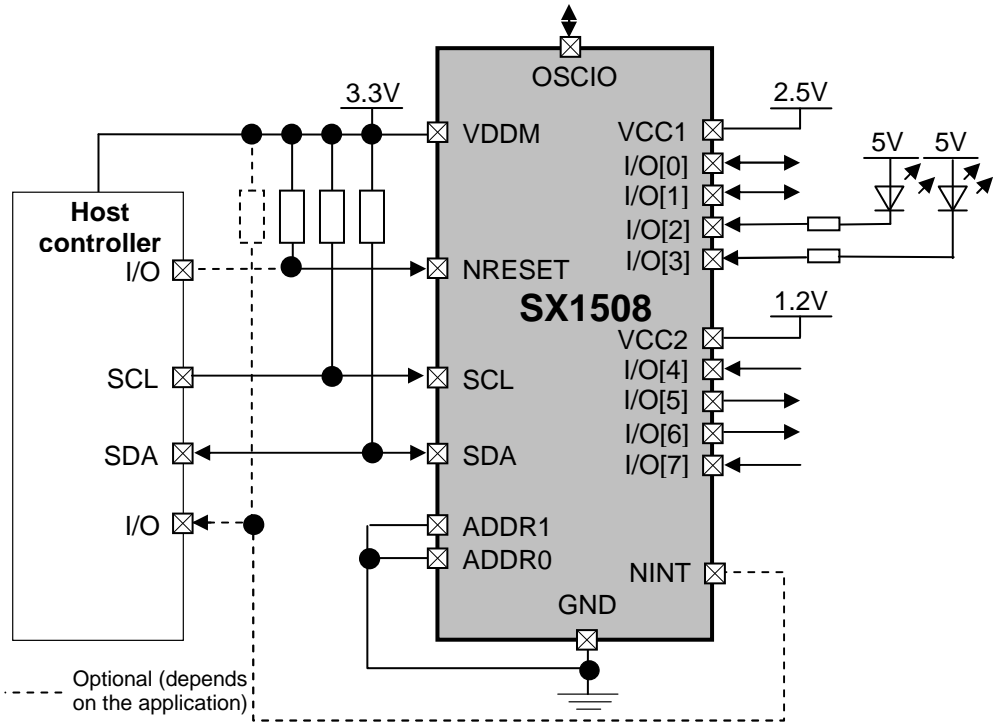 OSCIO
3.3V
2.5V
VDDM
VCC1
5V
5V
I/O[0]
I/O[1]
I/O[2]
I/O[3]
Host
controller
I/O
NRESET
SX1508
1.2V
VCC2
I/O[4]
I/O[5]
I/O[6]
I/O[7]
SCL
SCL
SDA
SDA
I/O
ADDR1
ADDR0
NINT
GND
Optional (depends
on the application)